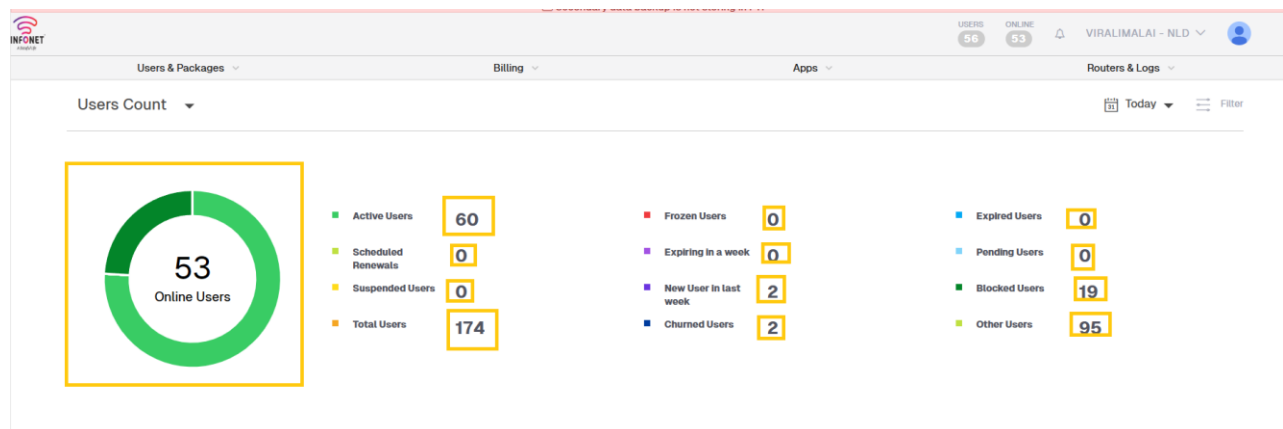 INFONET
USERS
56
ONLINE
53
VIRALIMALAI - NLD
Users & Packages
Billing
Apps
Routers & Logs
Users Count
31
Today
Filter
53
Online Users
Active Users 60
Scheduled
Renewals
0
Suspended Users 0
Total Users 174
Frozen Users 0
Expiring in a week 0
New User in last
week
2
Churned Users 2
Expired Users 0
Pending Users 0
Blocked Users 19
Other Users 95